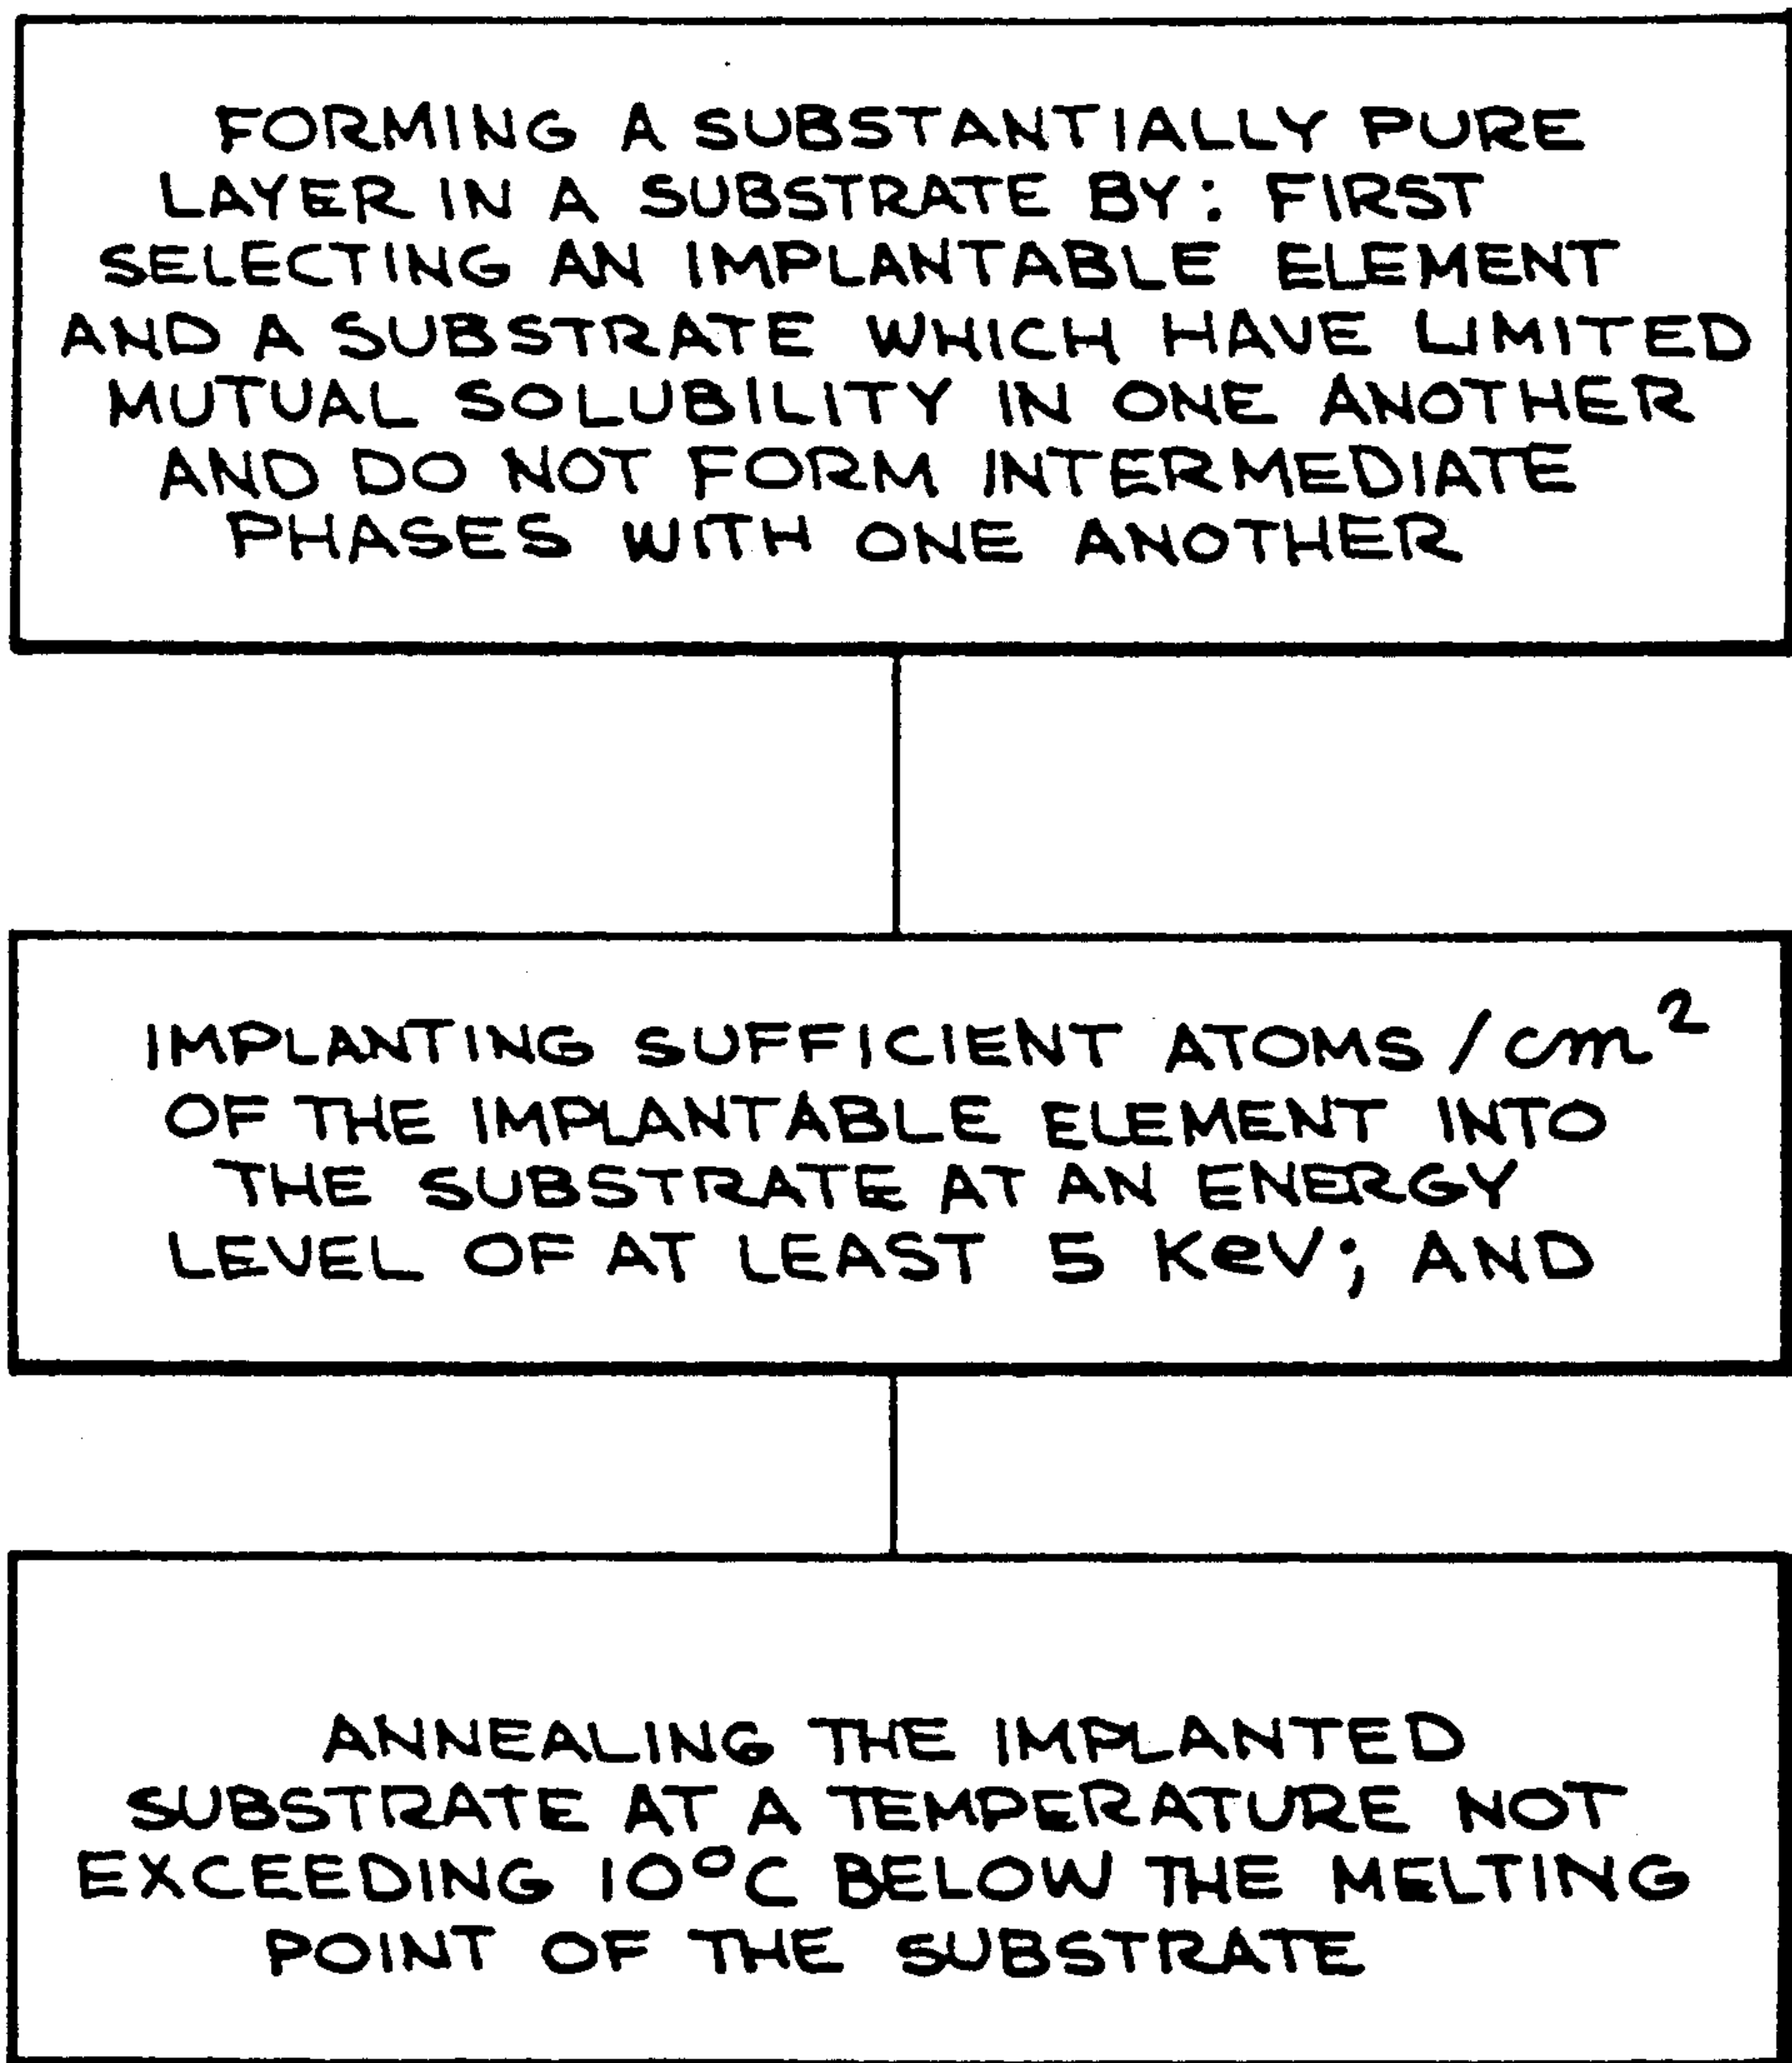 FORMING A SUBSTANTIALLY PURE
LAYER IN A SUBSTRATE BY: FIRST
SELECTING AN IMPLANTABLE ELEMENT
AND A SUBSTRATE WHICH HAVE LIMITED
MUTUAL SOLUBILITY IN ONE ANOTHER
AND DO NOT FORM INTERMEDIATE
PHASES WITH ONE ANOTHER
IMPLANTING SUFFICIENT ATOMS/cm²
OF THE IMPLANTABLE ELEMENT INTO
THE SUBSTRATE AT AN ENERGY
LEVEL OF AT LEAST 5 KeV; AND
ANNEALING THE IMPLANTED
SUBSTRATE AT A TEMPERATURE NOT
EXCEEDING 10°C BELOW THE MELTING
POINT OF THE SUBSTRATE